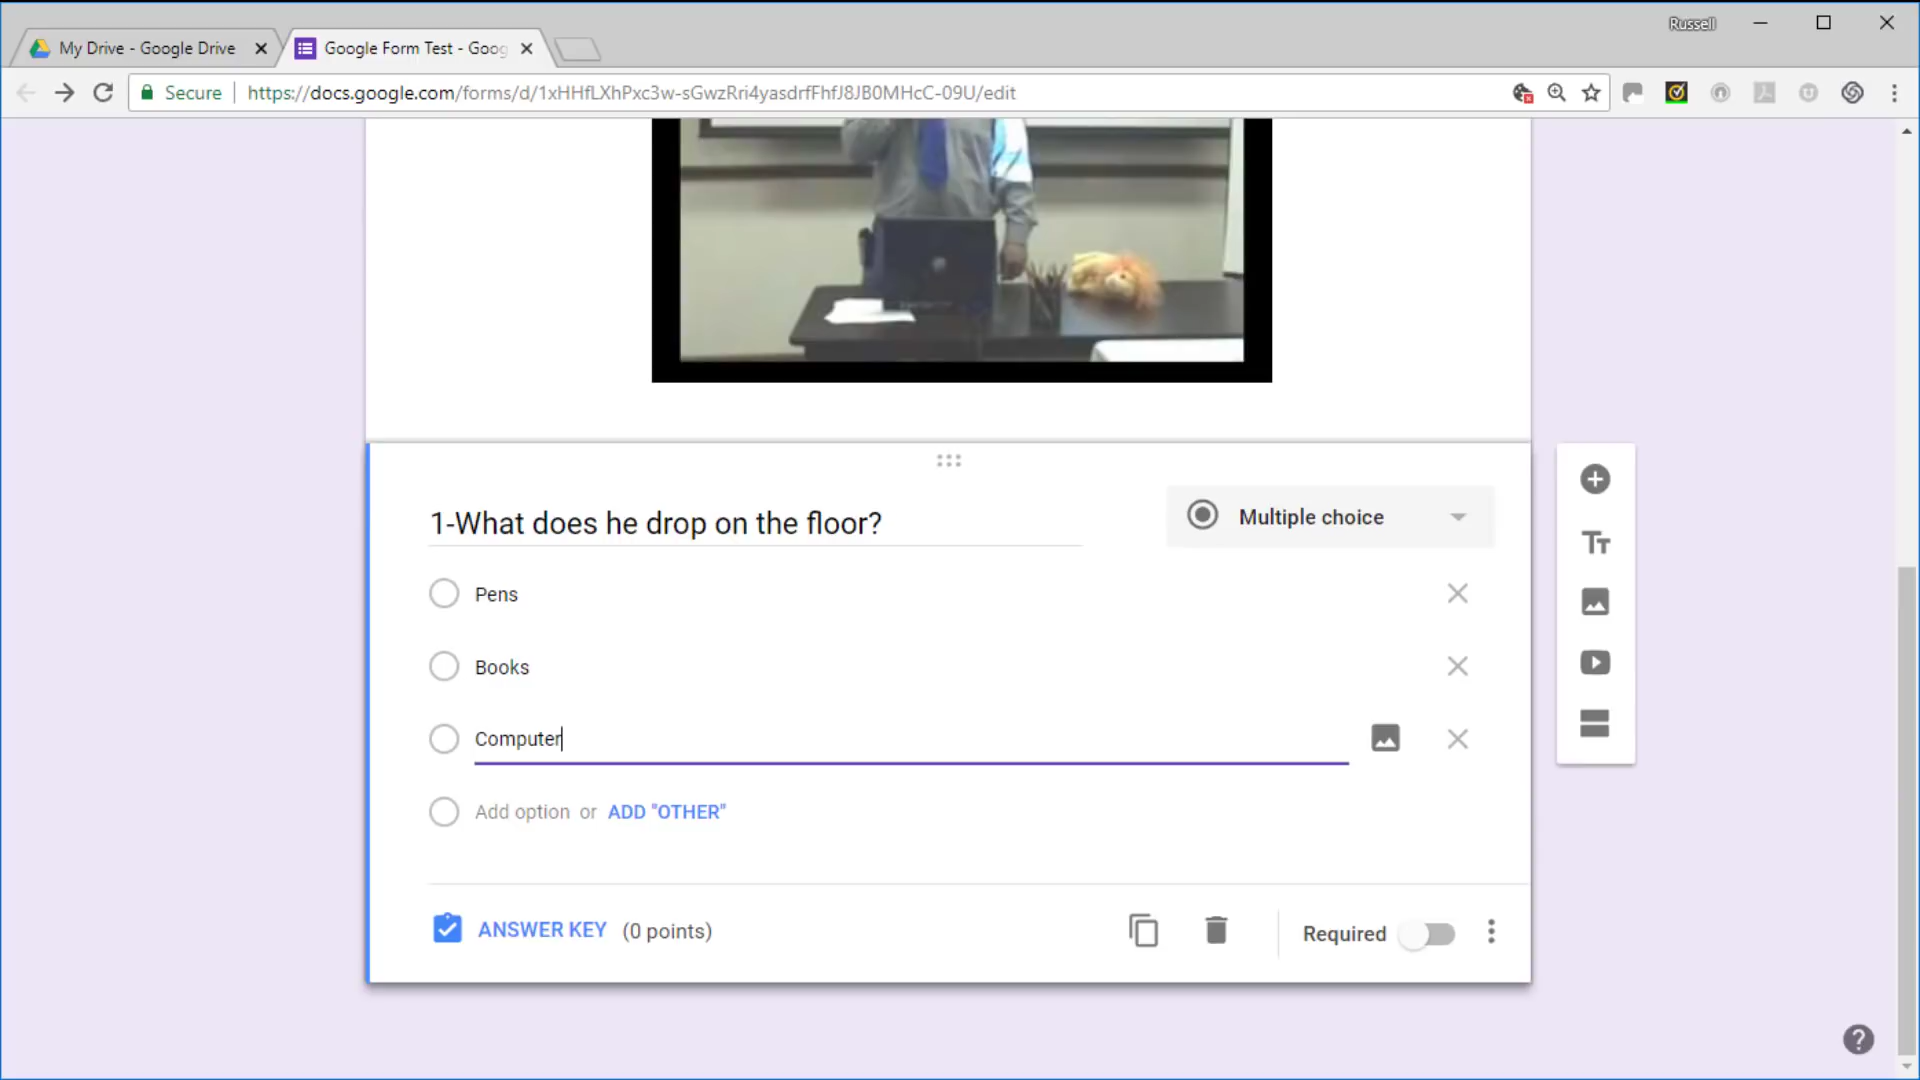 Russell
My Drive - Google Drive
Google Form Test - Goog
Secure
https://docs.google.com/forms/d/1xHHfLXhPxc3w-sGwzRri4yasdrfFhfJ8JB0MHcC-09U/edit
1-What does he drop on the floor?
Multiple choice
Pens
Books
Computer
Add option or ADD "OTHER"
ANSWER KEY (0 points)
Required